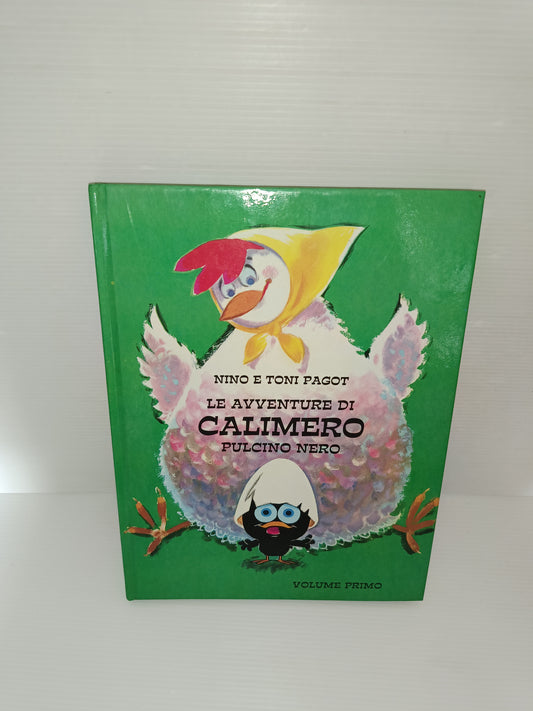 NINO E TONI PAGOT
LE AVVENTURE DI
CALIMERO
PULCINO NERO
VOLUME PRIMO